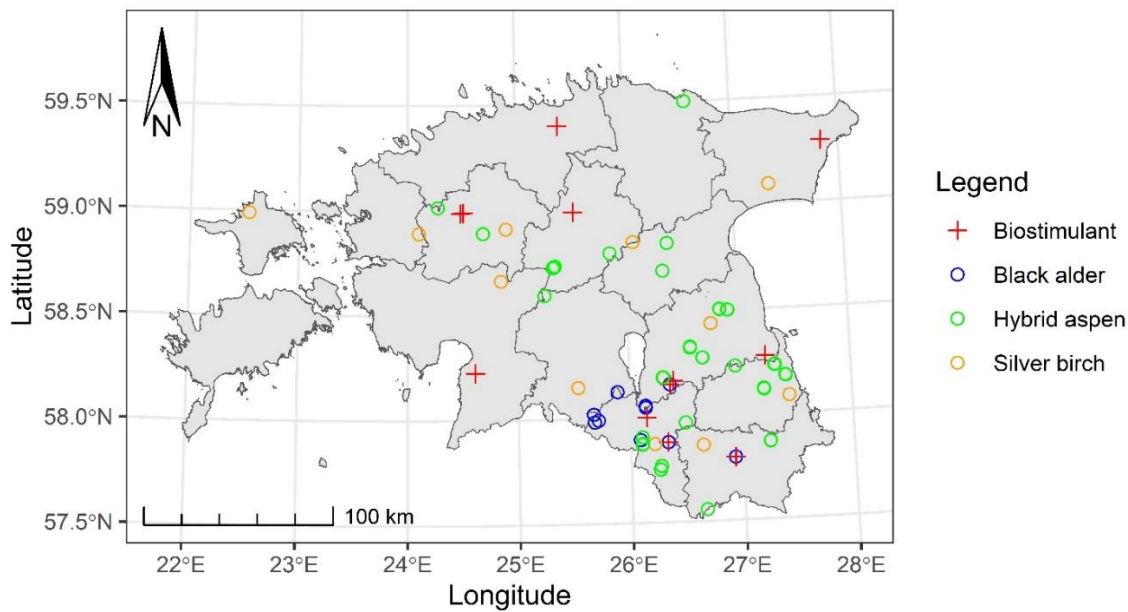 N
Latitude
59.5°N
59.0°N
58.5°N
58.0°N
57.5°N
100 km
22°E 23°E 24°E 25°E 26°E 27°E 28°E
Longitude
Legend
Biostimulant
Black alder
Hybrid aspen
Silver birch